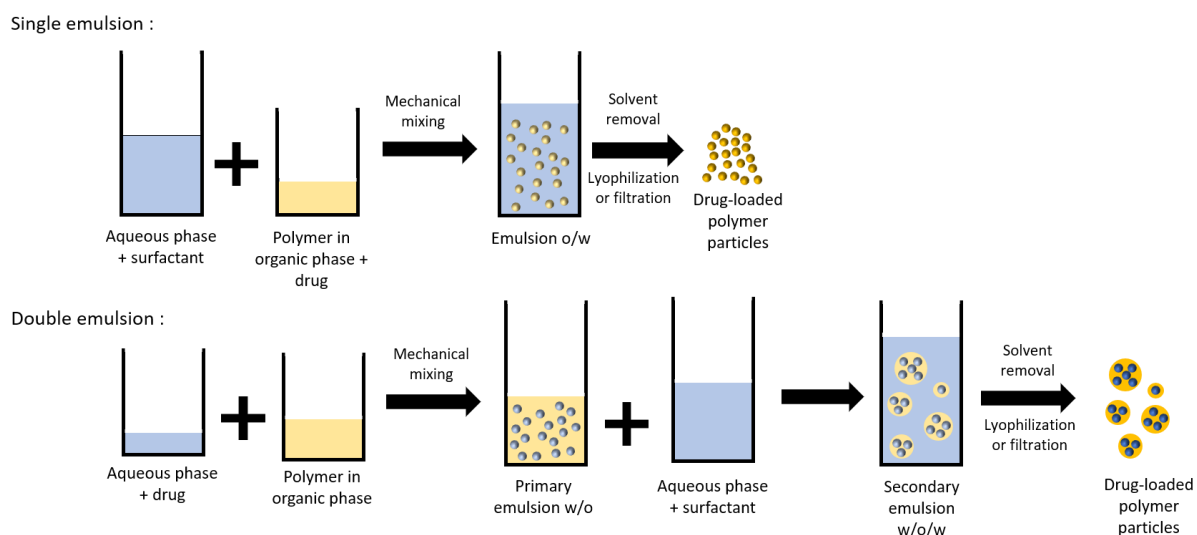 Single emulsion :
Mechanical
mixing
Solvent
removal
Lyophilization
or filtration
Aqueous phase
+ surfactant
Polymer in
organic phase +
drug
Emulsion o/w
Drug-loaded
polymer
particles
Double emulsion :
Mechanical
mixing
Solvent
removal
Lyophilization
or filtration
Aqueous phase
+ drug
Polymer in
organic phase
Primary
emulsion w/o
Aqueous phase
+ surfactant
Secondary
emulsion
w/o/w
Drug-loaded
polymer
particles